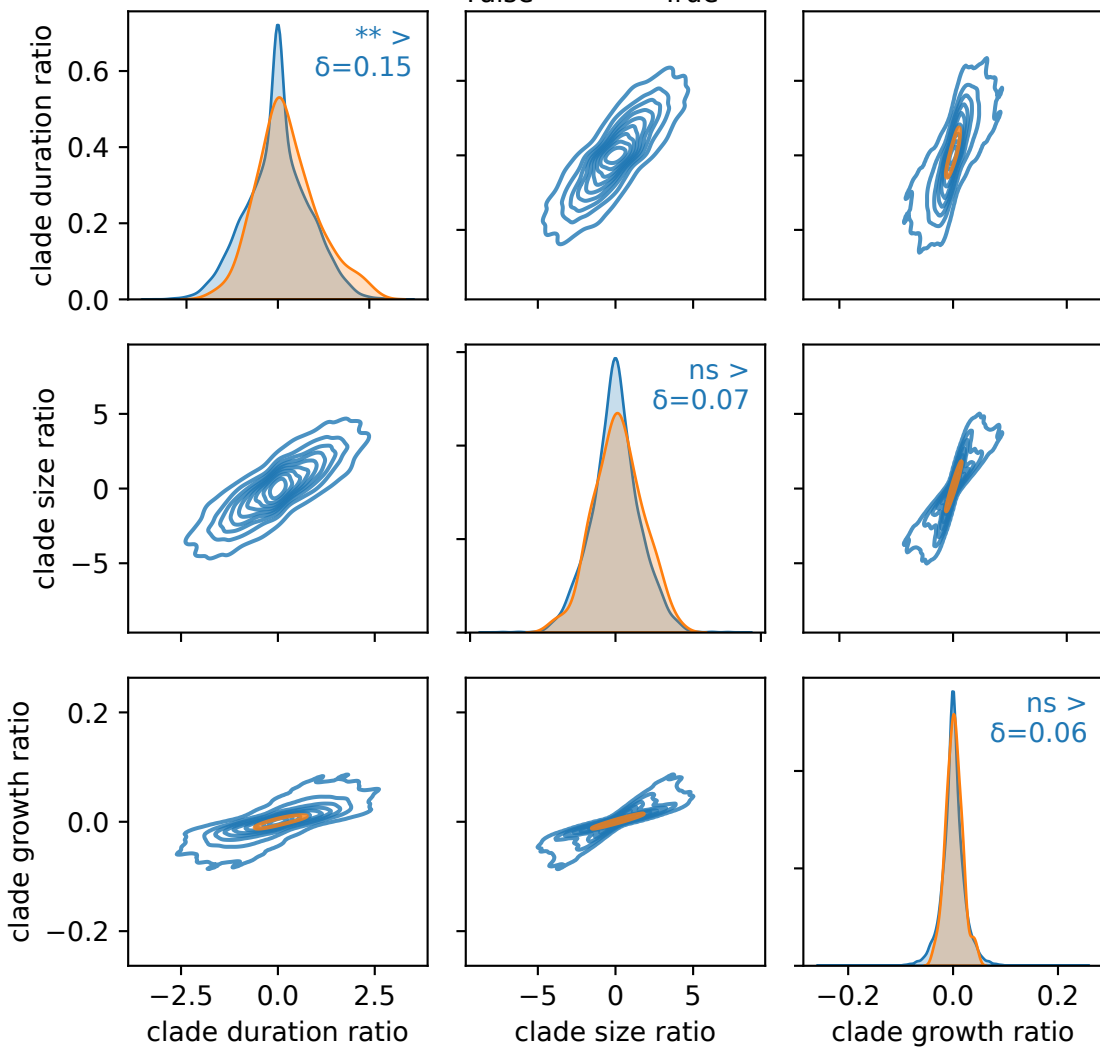 True
clade duration ratio
0.6
0.4
0.2
0.0
** >
δ=0.15
clade size ratio
5
0
−5
ns >
δ=0.07
clade growth ratio
0.2
0.0
−0.2
ns >
δ=0.06
−2.5 0.0 2.5
−5 0 5
−0.2 0.0 0.2
clade duration ratio
clade size ratio
clade growth ratio